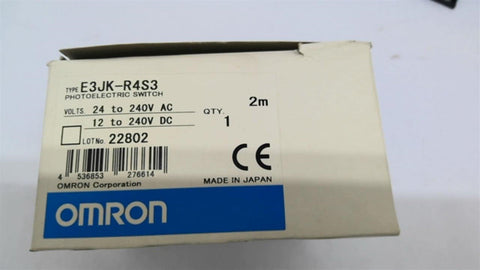 TYPE E3JK-R4S3
PHOTOELECTRIC SWITCH
VOLTS 24 to 240V AC QTY. 2m
12 to 240V DC 1
LOT No. 22802
4 536853 276614
OMRON Corporation
CE
MADE IN JAPAN
OMRON